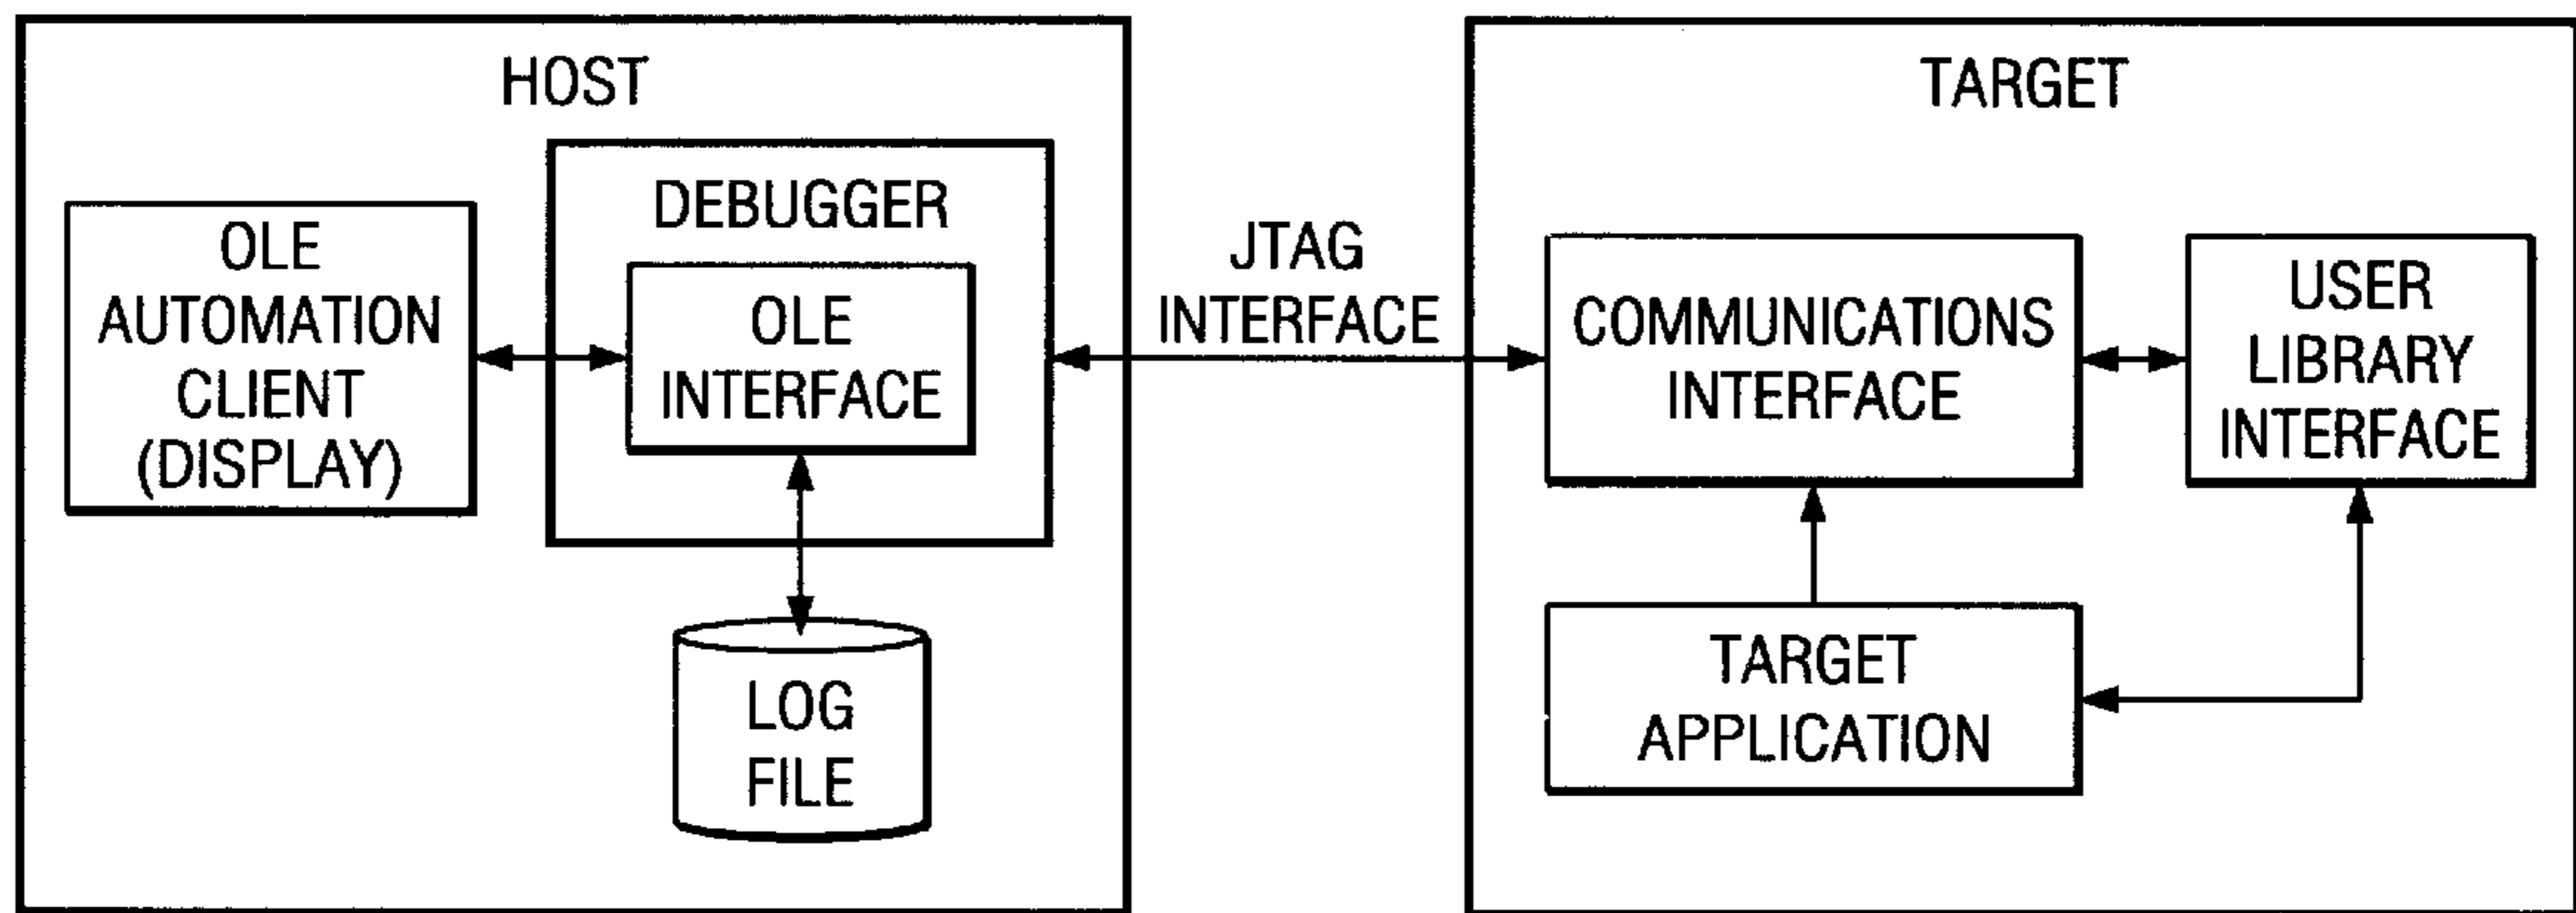 HOST
OLE
AUTOMATION
CLIENT
(DISPLAY)
DEBUGGER
OLE
INTERFACE
LOG
FILE
JTAG
INTERFACE
TARGET
COMMUNICATIONS
INTERFACE
USER
LIBRARY
INTERFACE
TARGET
APPLICATION